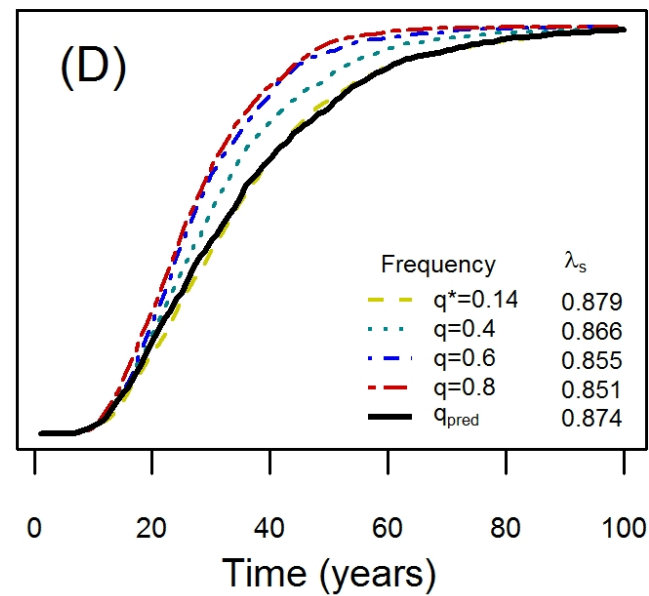 (D)
Frequency λs
q*=0.14 0.879
q=0.4 0.866
q=0.6 0.855
q=0.8 0.851
qpred 0.874
0 20 40 60 80 100
Time (years)